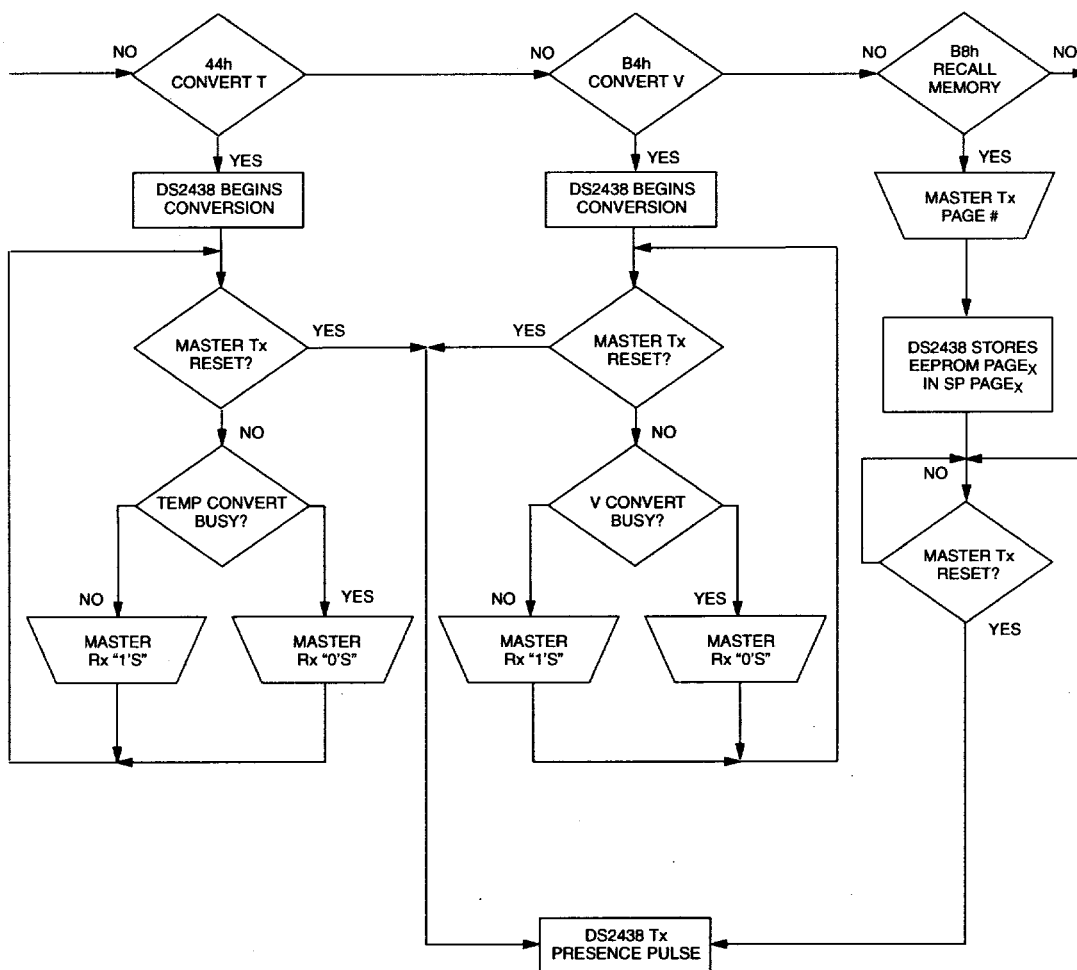 NO
44h
CONVERT T
NO
B4h
CONVERT V
NO
B8h
RECALL
MEMORY
NO
YES
YES
YES
DS2438 BEGINS
CONVERSION
DS2438 BEGINS
CONVERSION
MASTER Tx
PAGE #
MASTER Tx
RESET?
YES
YES
MASTER Tx
RESET?
DS2438 STORES
EEPROM PAGEX
IN SP PAGEX
NO
NO
NO
TEMP CONVERT
BUSY?
V CONVERT
BUSY?
MASTER Tx
RESET?
NO
YES
NO
YES
YES
MASTER
Rx “1'S”
MASTER
Rx “0'S”
MASTER
Rx “1'S”
MASTER
Rx “0'S”
DS2438 Tx
PRESENCE PULSE